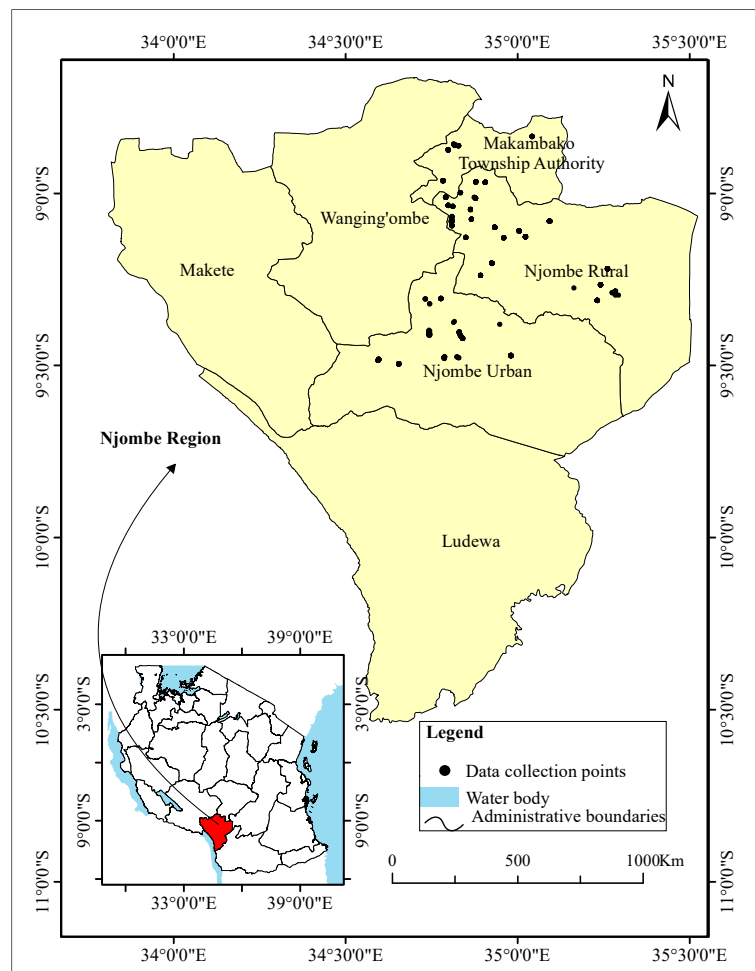 34°0'0"E 34°30'0"E 35°0'0"E 35°30'0"E
N
9°0'0"S
9°30'0"S
10°0'0"S
10°30'0"S
11°0'0"S
Makambako
Township Authority
Wanging'ombe
Makete
Njombe Rural
Njombe Urban
Njombe Region
Ludewa
33°0'0"E 39°0'0"E
3°0'0"S
9°0'0"S
3°0'0"S
9°0'0"S
33°0'0"E 39°0'0"E
Legend
Data collection points
Water body
Administrative boundaries
0 500 1000Km
9°0'0"S
9°30'0"S
10°0'0"S
10°30'0"S
11°0'0"S
34°0'0"E 34°30'0"E 35°0'0"E 35°30'0"E